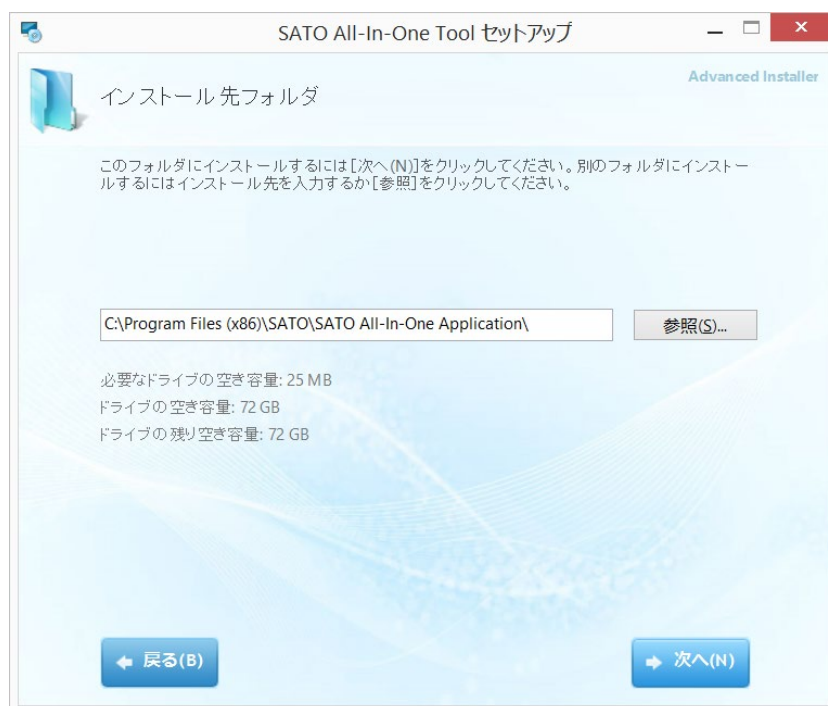 SATO All-In-One Tool セットアップ
Advanced Installer
インストール先フォルダ
このフォルダにインストールするには[次へ(N)]をクリックしてください。別のフォルダにインストー
ルするにはインストール先を入力するか[参照]をクリックしてください。
C:\Program Files (x86)\SATO\SATO All-In-One Application\
参照(S)...
必要なドライブの空き容量: 25 MB
ドライブの空き容量: 72 GB
ドライブの残り空き容量: 72 GB
戻る(B)
次へ(N)